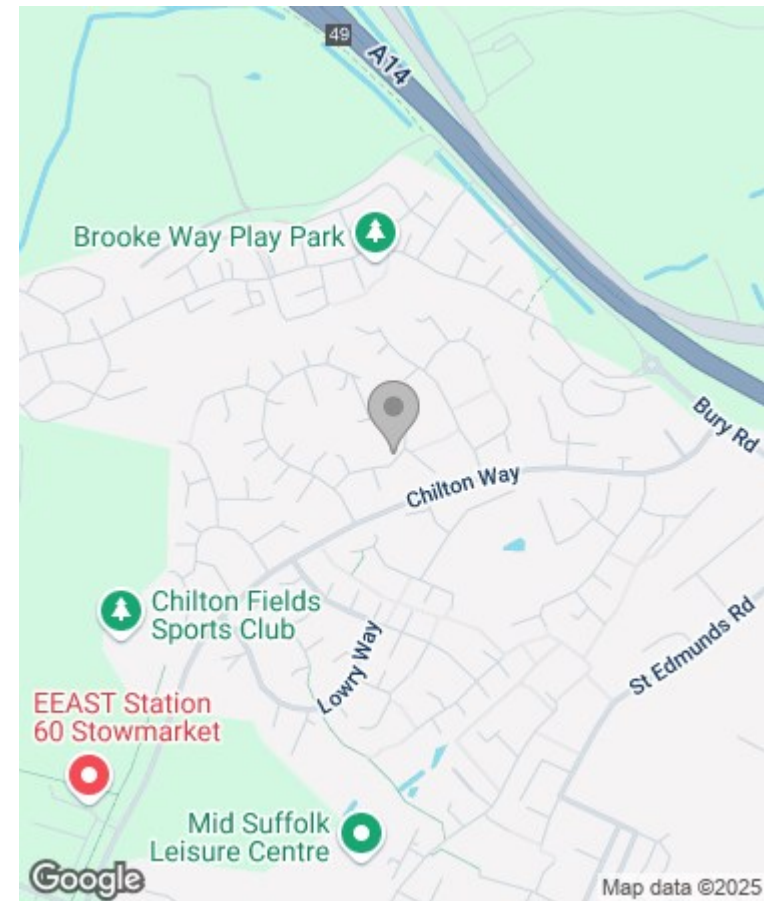 49
A14
Brooke Way Play Park
Bury Rd
Chilton Way
Chilton Fields
Sports Club
St Edmunds Rd
Lowry Way
EEAST Station
60 Stowmarket
Mid Suffolk
Leisure Centre
Google
Map data ©2025